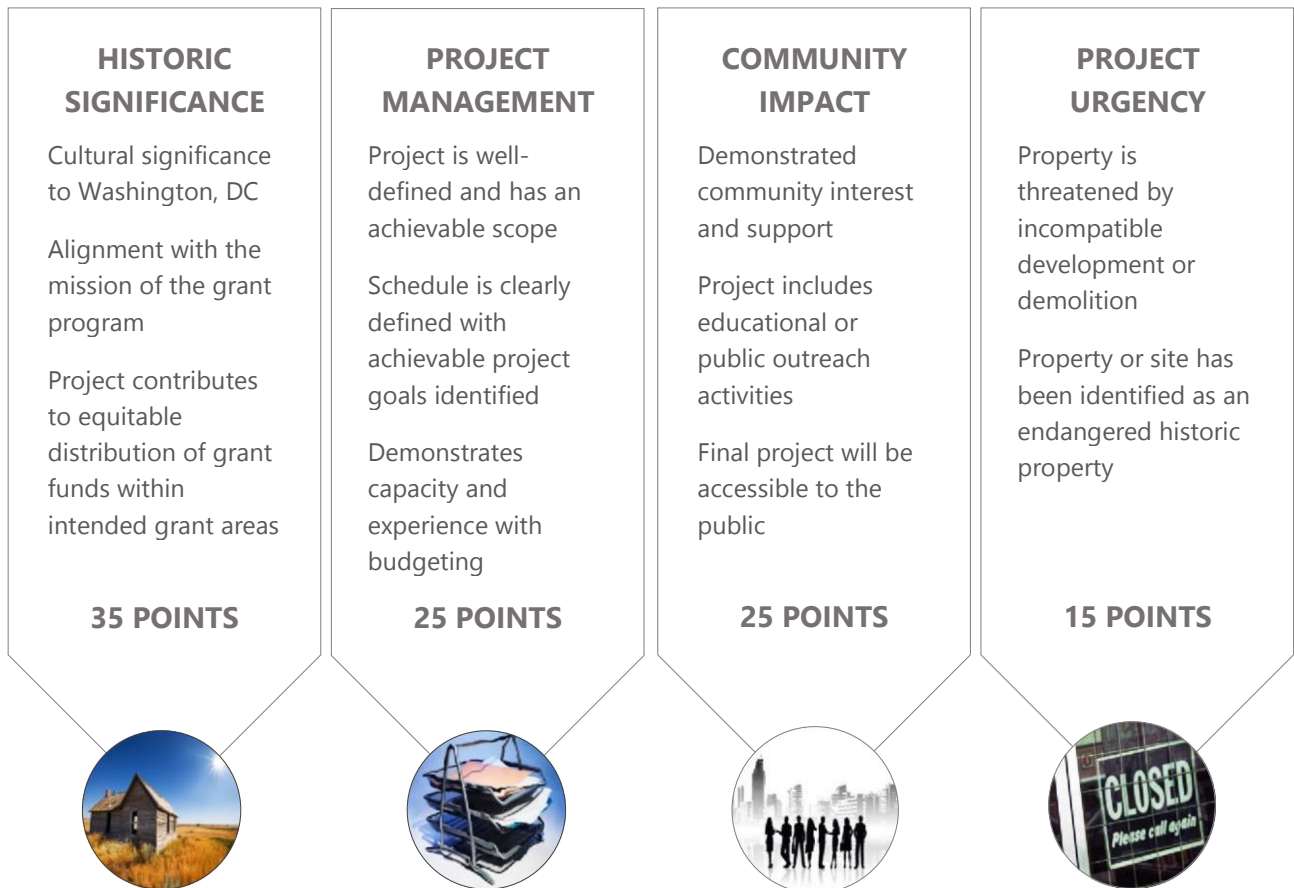 HISTORIC
SIGNIFICANCE
Cultural significance
to Washington, DC
Alignment with the
mission of the grant
program
Project contributes
to equitable
distribution of grant
funds within
intended grant areas
35 POINTS
PROJECT
MANAGEMENT
Project is well-
defined and has an
achievable scope
Schedule is clearly
defined with
achievable project
goals identified
Demonstrates
capacity and
experience with
budgeting
25 POINTS
COMMUNITY
IMPACT
Demonstrated
community interest
and support
Project includes
educational or
public outreach
activities
Final project will be
accessible to the
public
25 POINTS
PROJECT
URGENCY
Property is
threatened by
incompatible
development or
demolition
Property or site has
been identified as an
endangered historic
property
15 POINTS
CLOSED
Please call again